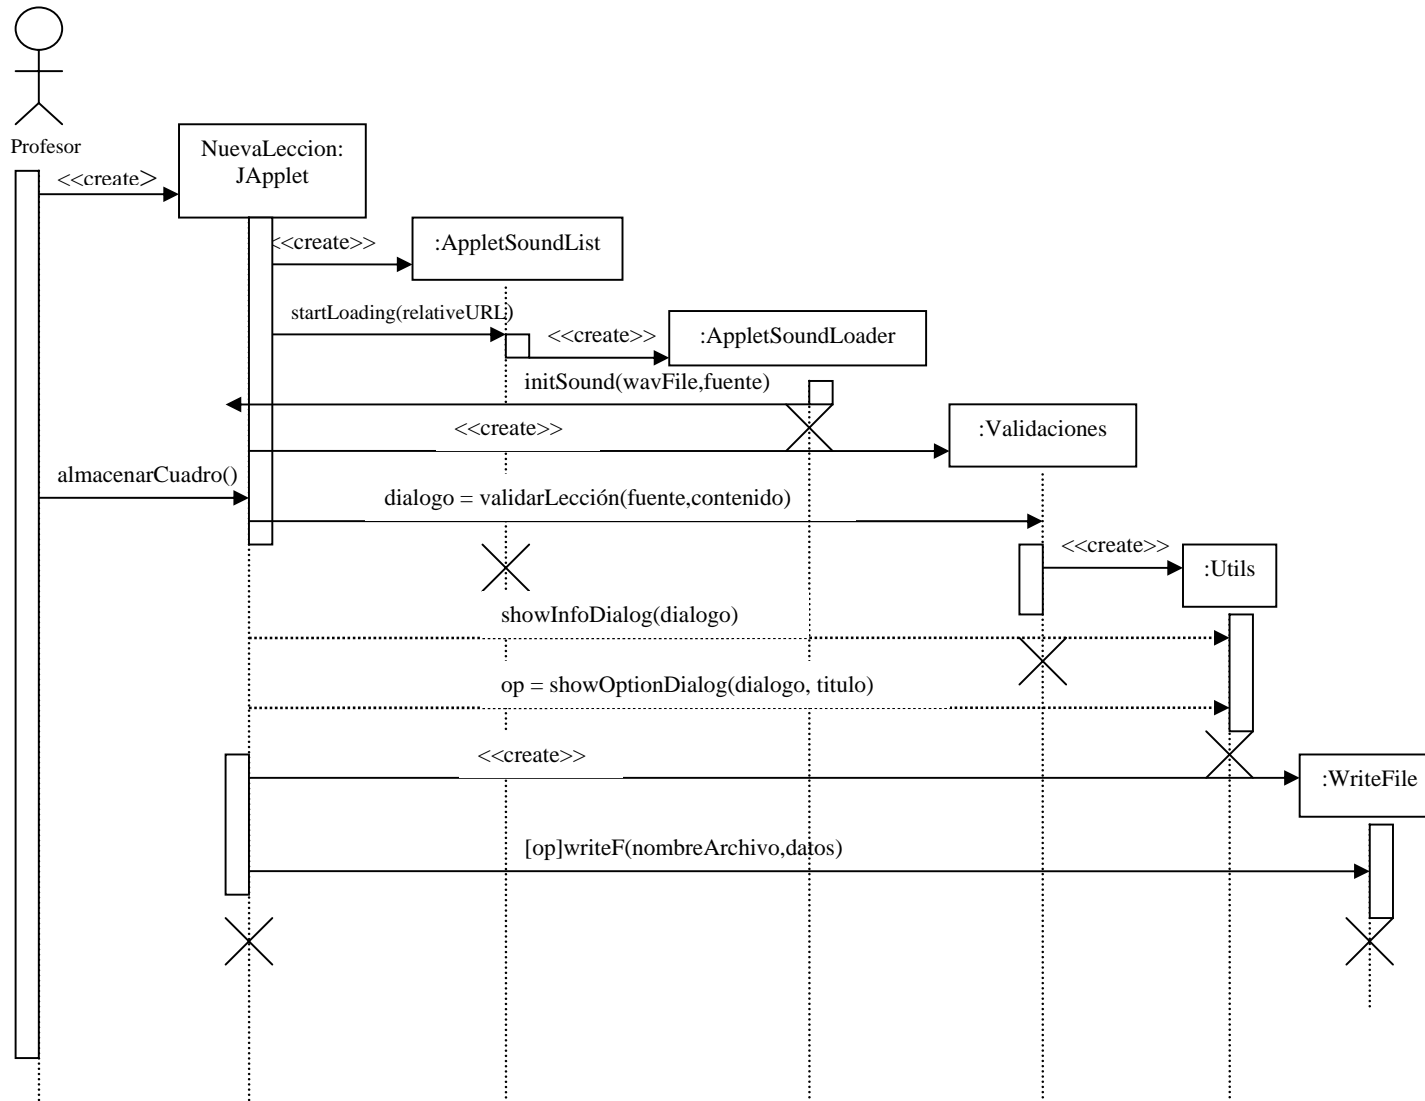 Profesor
NuevaLeccion:
JApplet
<<create>
<<create>>
:AppletSoundList
startLoading(relativeURL)
<<create>>
:AppletSoundLoader
initSound(wavFile,fuente)
<<create>>
:Validaciones
almacenarCuadro()
dialogo = validarLección(fuente,contenido)
<<create>>
:Utils
showInfoDialog(dialogo)
op = showOptionDialog(dialogo, titulo)
<<create>>
:WriteFile
[op]writeF(nombreArchivo,datos)